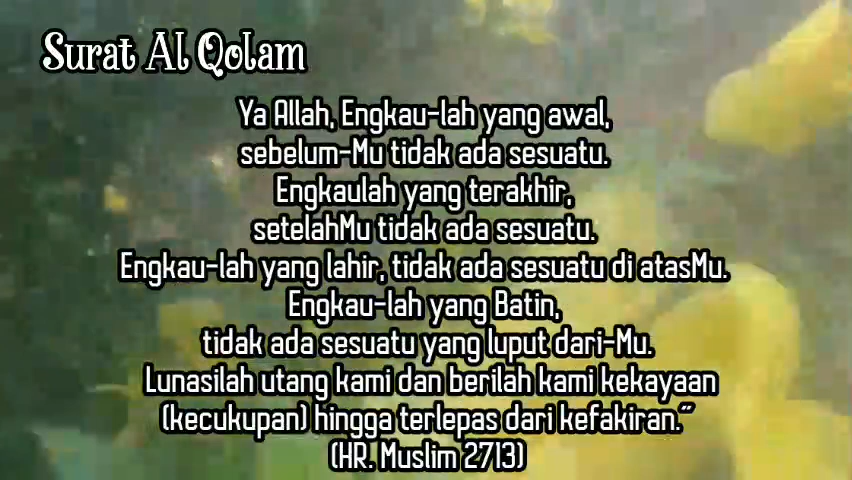 Surat Al Qolam
Ya Allah, Engkau-lah yang awal,
sebelum-Mu tidak ada sesuatu.
Engkaulah yang terakhir,
setelahMu tidak ada sesuatu.
Engkau-lah yang lahir, tidak ada sesuatu di atasMu.
Engkau-lah yang Batin,
tidak ada sesuatu yang luput dari-Mu.
Lunasilah utang kami dan berilah kami kekayaan
(kecukupan) hingga terlepas dari kefakiran.”
(HR. Muslim 2713)